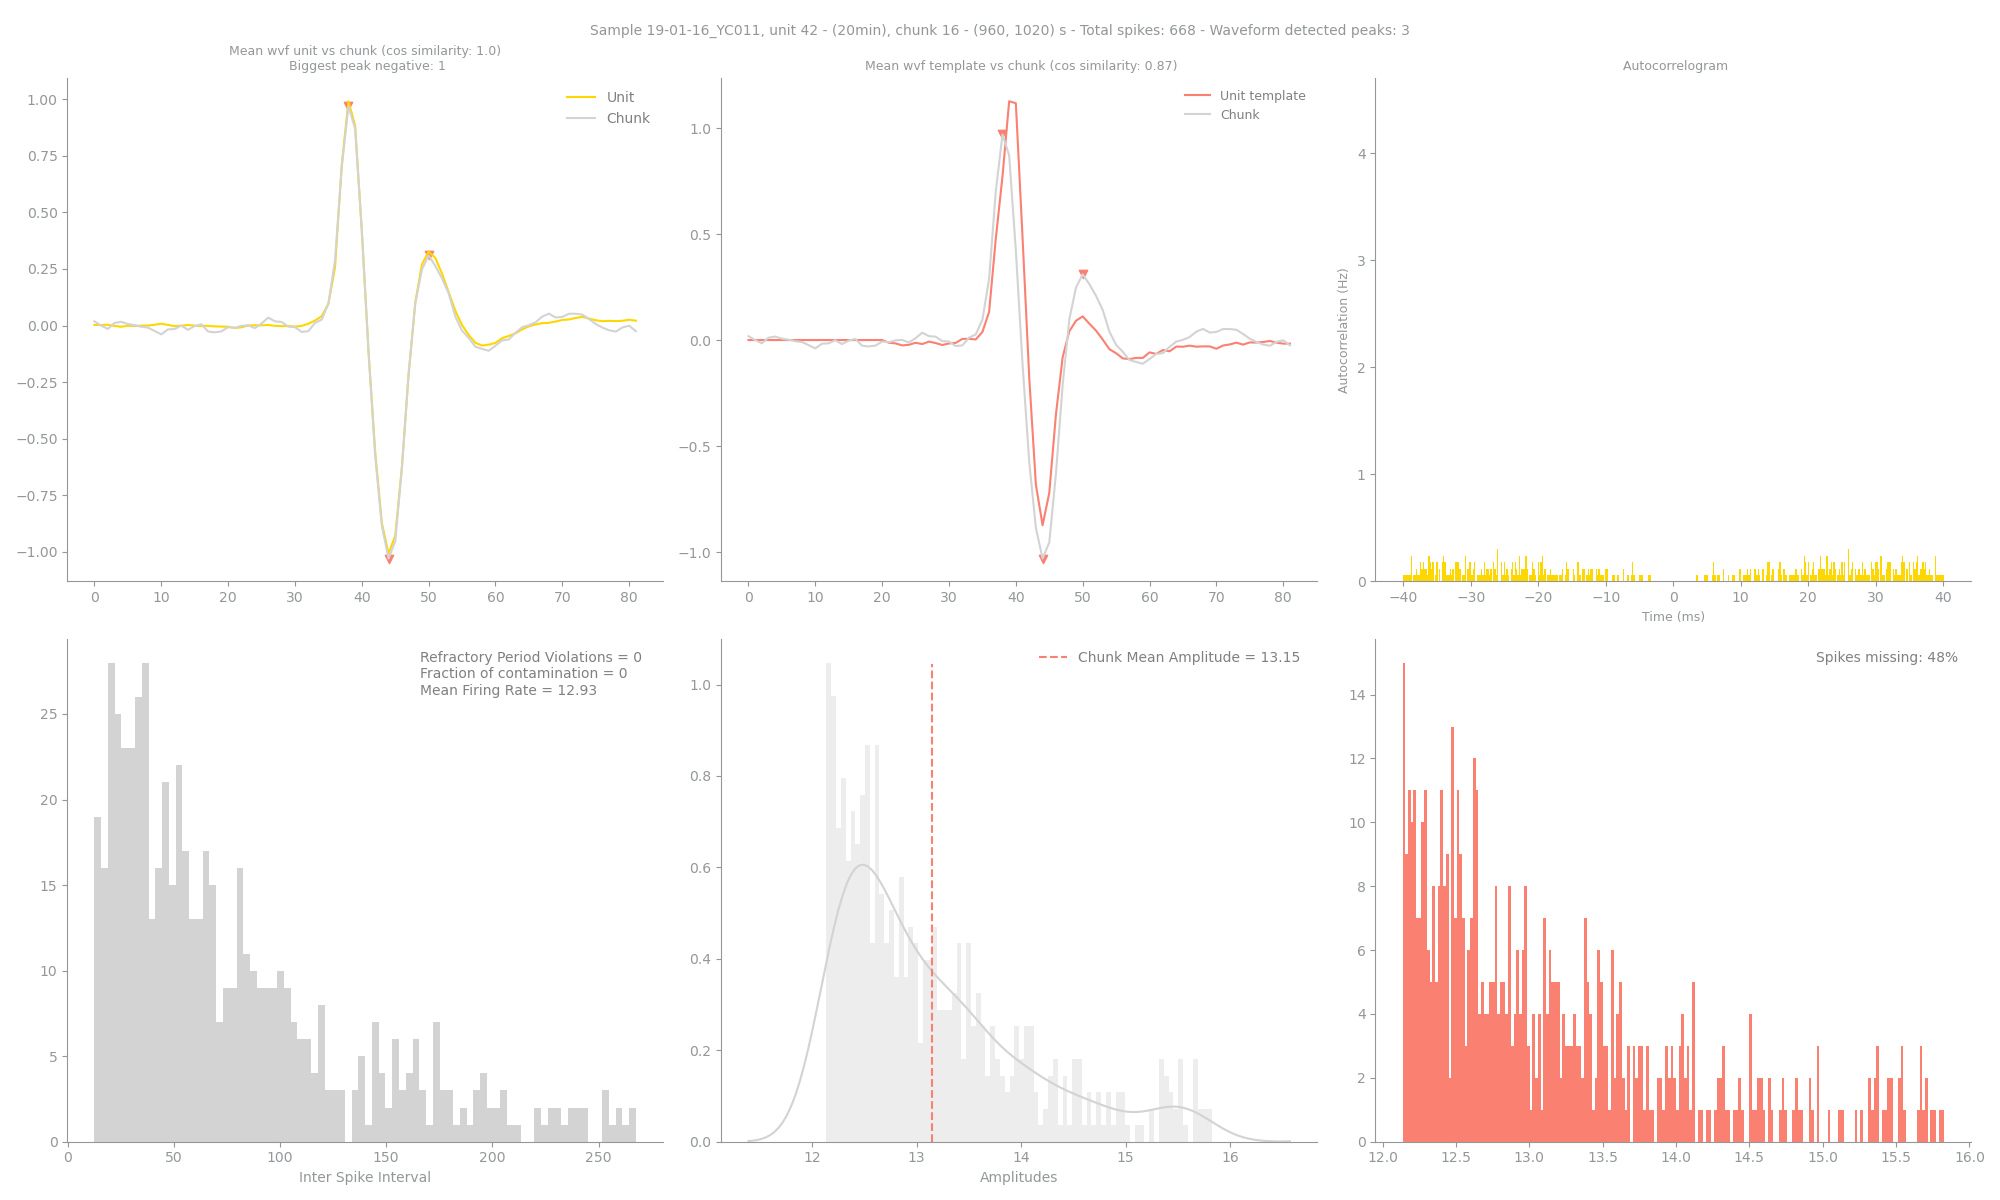 Sample 19-01-16_YC011, unit 42 - (20min), chunk 16 - (960, 1020) s - Total spikes: 668 - Waveform detected peaks: 3
Mean wvf unit vs chunk (cos similarity: 1.0)
Biggest peak negative: 1
Unit
Chunk
1.00
0.75
0.50
0.25
0.00
−0.25
−0.50
−0.75
−1.00
0 10 20 30 40 50 60 70 80
Mean wvf template vs chunk (cos similarity: 0.87)
Unit template
Chunk
1.0
0.5
0.0
−0.5
−1.0
0 10 20 30 40 50 60 70 80
Autocorrelogram
Autocorrelation (Hz)
4
3
2
1
0
−40 −30 −20 −10 0 10 20 30 40
Time (ms)
Refractory Period Violations = 0
Fraction of contamination = 0
Mean Firing Rate = 12.93
25
20
15
10
5
0
0 50 100 150 200 250
Inter Spike Interval
Chunk Mean Amplitude = 13.15
1.0
0.8
0.6
0.4
0.2
0.0
12 13 14 15 16
Amplitudes
Spikes missing: 48%
14
12
10
8
6
4
2
0
12.0 12.5 13.0 13.5 14.0 14.5 15.0 15.5 16.0